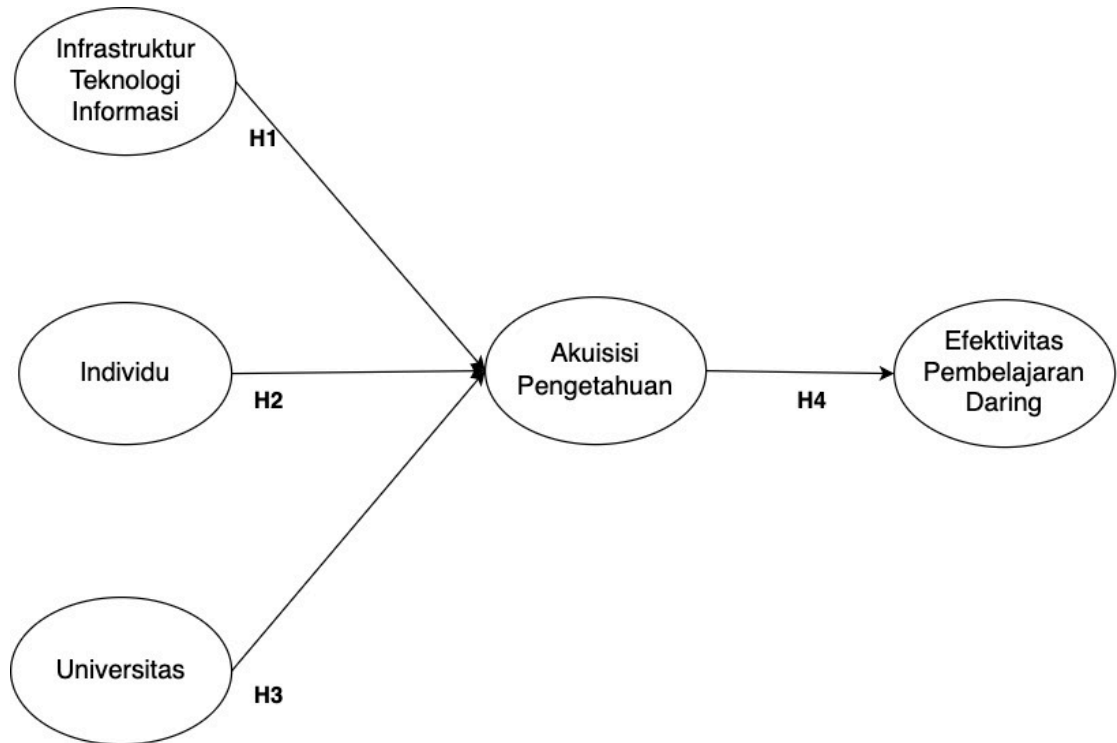 Infrastruktur
Teknologi
Informasi
H1
Individu
H2
Akuisisi
Pengetahuan
H4
Efektivitas
Pembelajaran
Daring
Universitas
H3